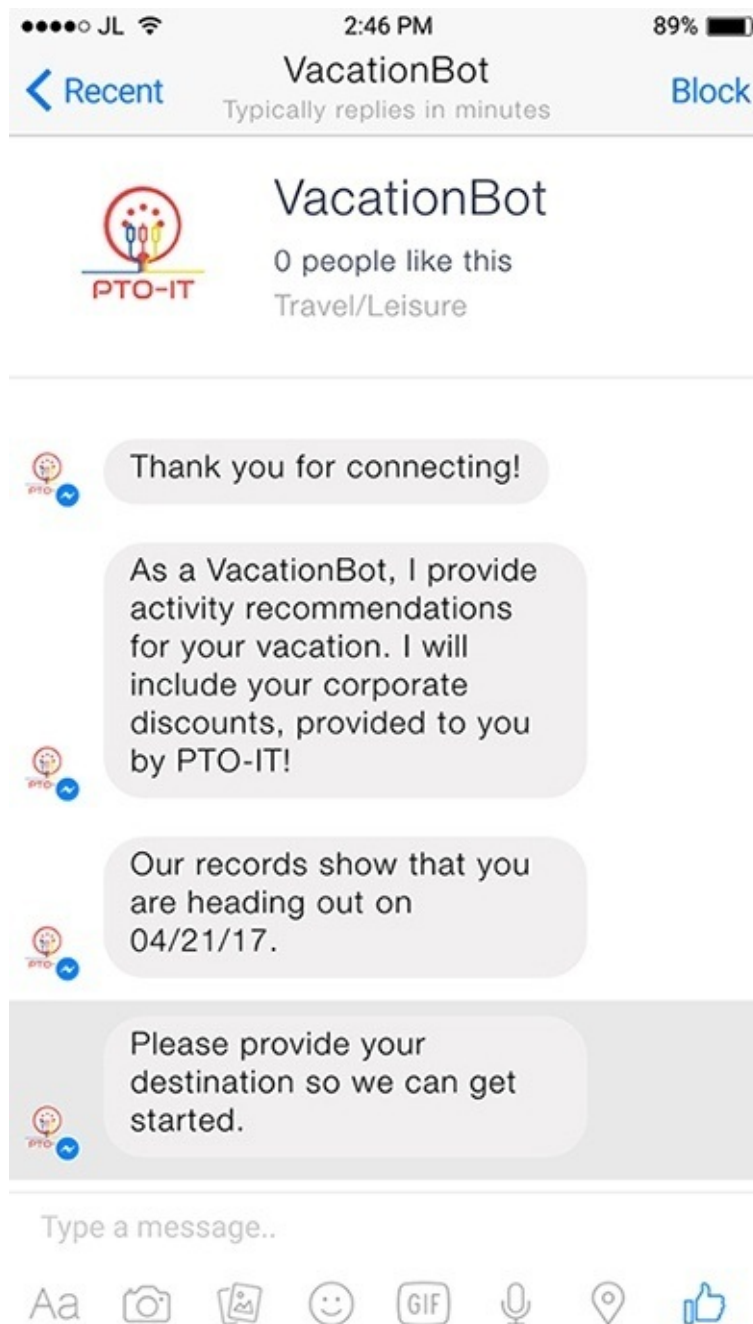 JL 2:46 PM 89%
Recent VacationBot Block
Typically replies in minutes
VacationBot
0 people like this
PTO-IT
Travel/Leisure
Thank you for connecting!
As a VacationBot, I provide
activity recommendations
for your vacation. I will
include your corporate
discounts, provided to you
by PTO-IT!
Our records show that you
are heading out on
04/21/17.
Please provide your
destination so we can get
started.
Type a message..
Aa GIF